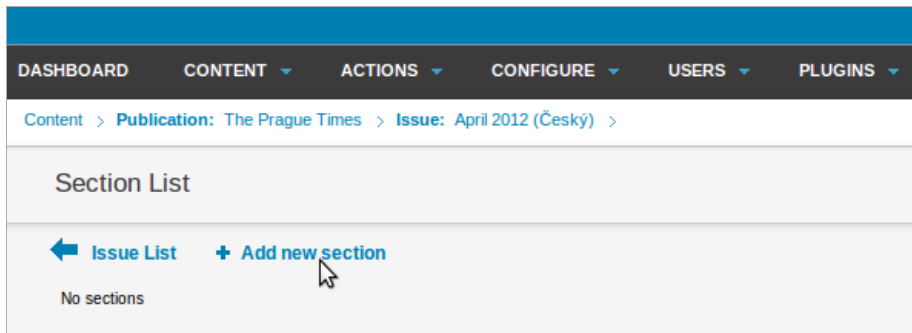 DASHBOARD CONTENT ACTIONS CONFIGURE USERS PLUGINS
Content > Publication: The Prague Times > Issue: April 2012 (Český) >
Section List
Issue List + Add new section
No sections